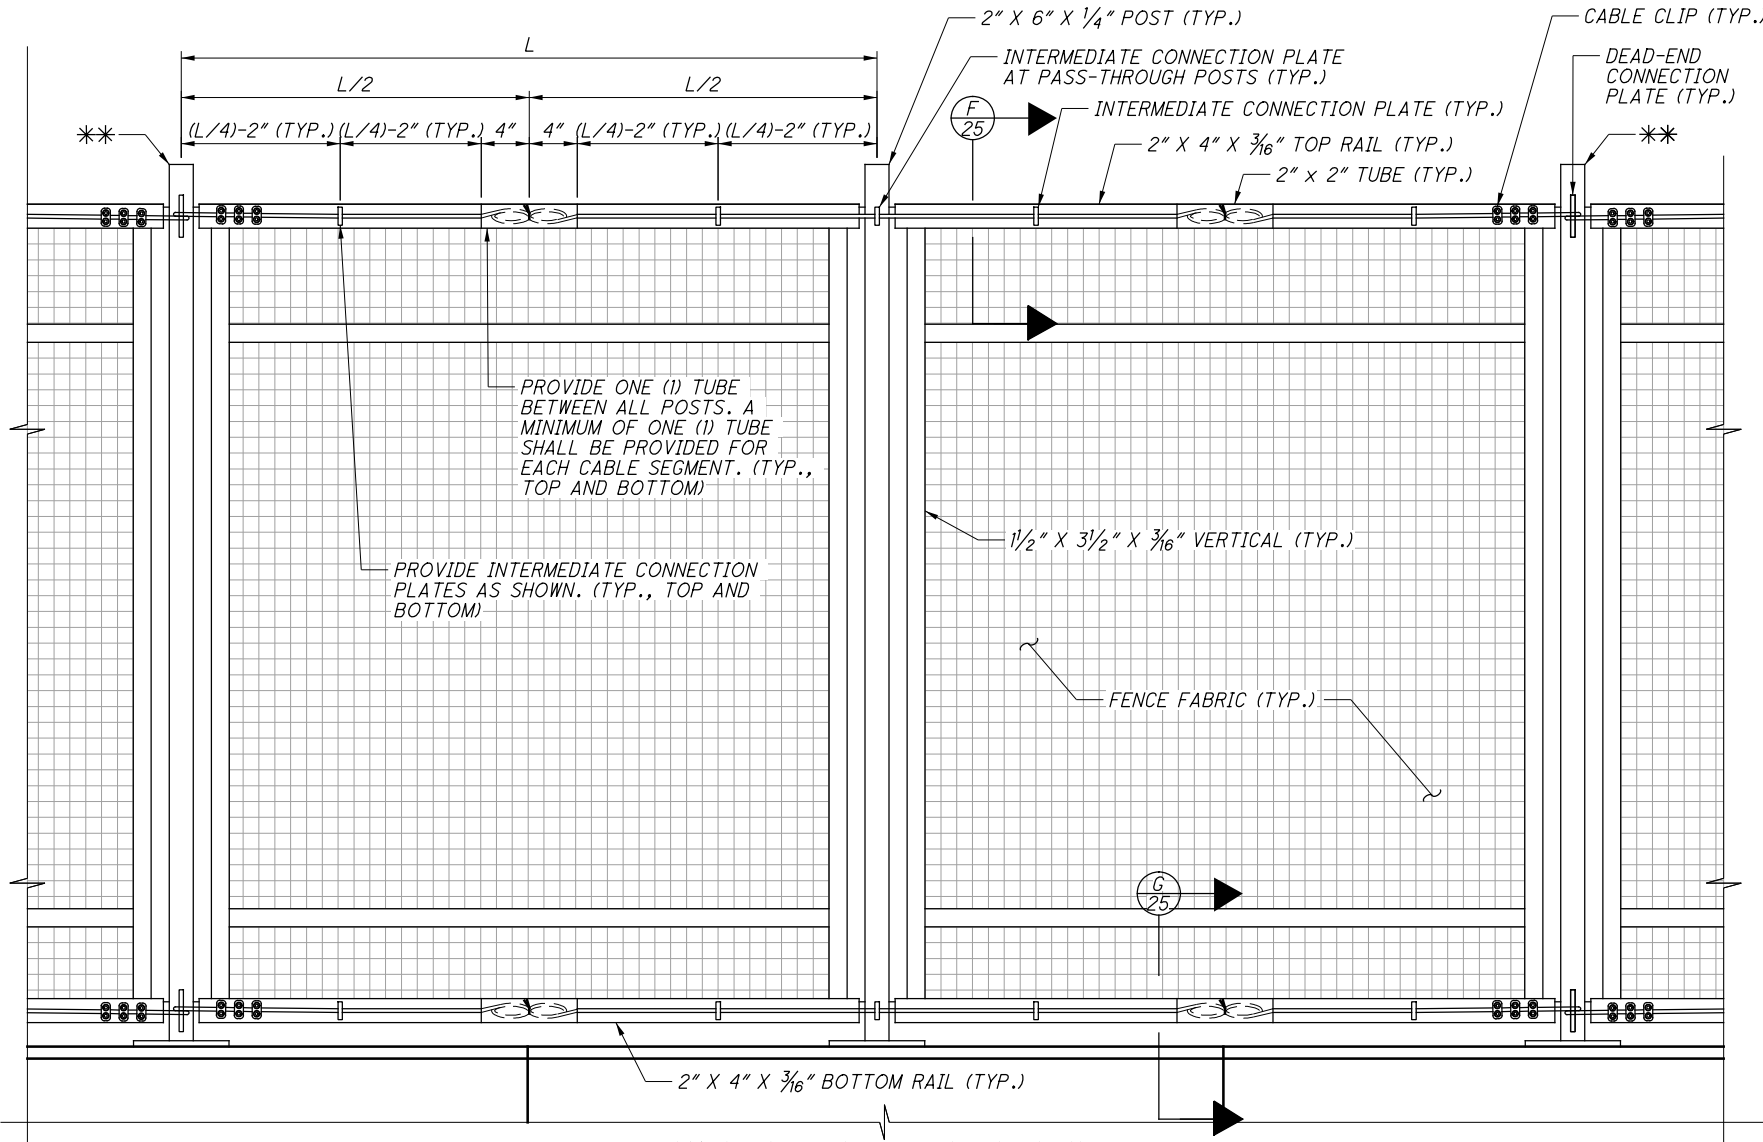 2" X 6" X 1/4" POST (TYP.)
CABLE CLIP (TYP.)
L
INTERMEDIATE CONNECTION PLATE
AT PASS-THROUGH POSTS (TYP.)
DEAD-END
CONNECTION
PLATE (TYP.)
L/2
L/2
F
25
INTERMEDIATE CONNECTION PLATE (TYP.)
**
(L/4)-2" (TYP.)
(L/4)-2" (TYP.)
4"
4"
(L/4)-2" (TYP.)
(L/4)-2" (TYP.)
2" X 4" X 3/16" TOP RAIL (TYP.)
**
2" x 2" TUBE (TYP.)
PROVIDE ONE (1) TUBE
BETWEEN ALL POSTS. A
MINIMUM OF ONE (1) TUBE
SHALL BE PROVIDED FOR
EACH CABLE SEGMENT. (TYP.,
TOP AND BOTTOM)
1 1/2" X 3 1/2" X 3/16" VERTICAL (TYP.)
PROVIDE INTERMEDIATE CONNECTION
PLATES AS SHOWN. (TYP., TOP AND
BOTTOM)
FENCE FABRIC (TYP.)
G
25
2" X 4" X 3/16" BOTTOM RAIL (TYP.)